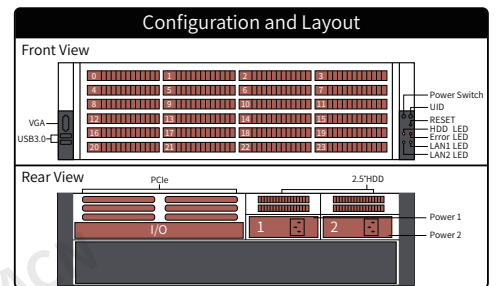 Configuration and Layout
Front View
0 1 2 3
4 5 6 7
8 9 10 11
12 13 14 15
16 17 18 19
20 21 22 23
VGA
USB3.0
Power Switch
UID
RESET
HDD LED
Error LED
LAN1 LED
LAN2 LED
Rear View
PCIe
2.5"HDD
I/O
1
2
Power 1
Power 2